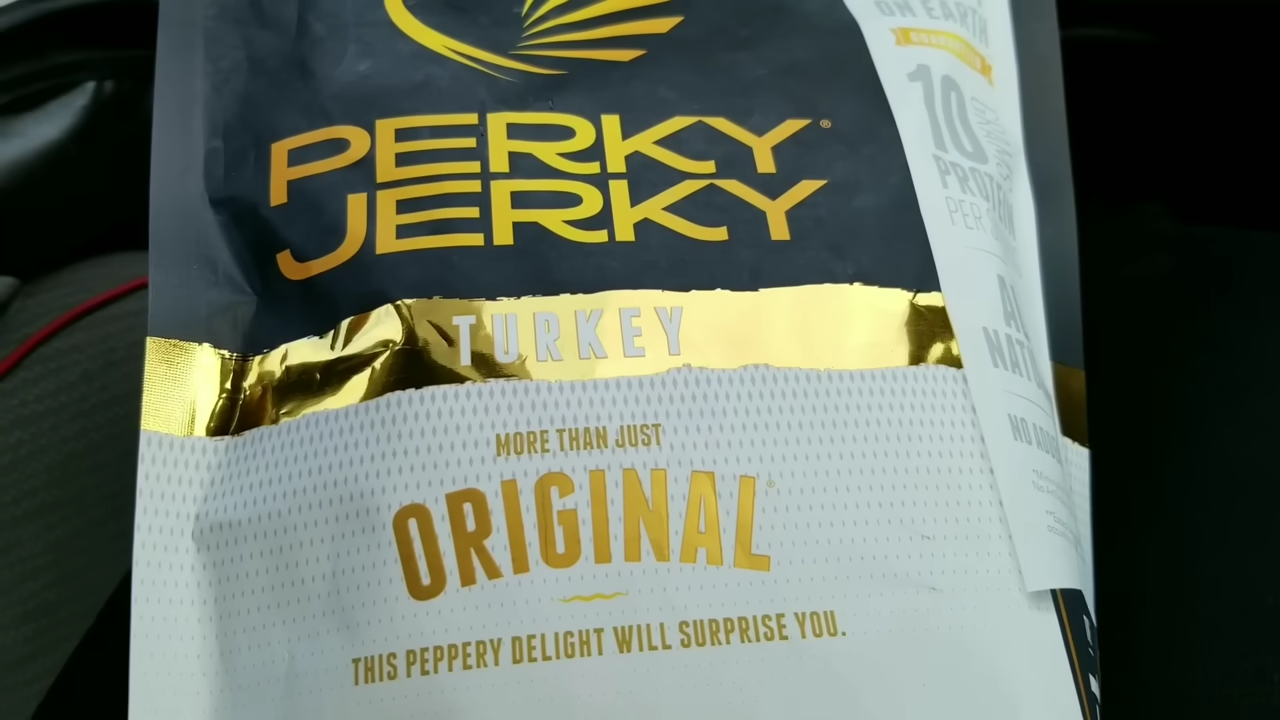 PERKY®
JERKY
TURKEY
MORE THAN JUST
ORIGINAL®
THIS PEPPERY DELIGHT WILL SURPRISE YOU.
ON EARTH
10
GRAMS
PROTEIN
PER
NO